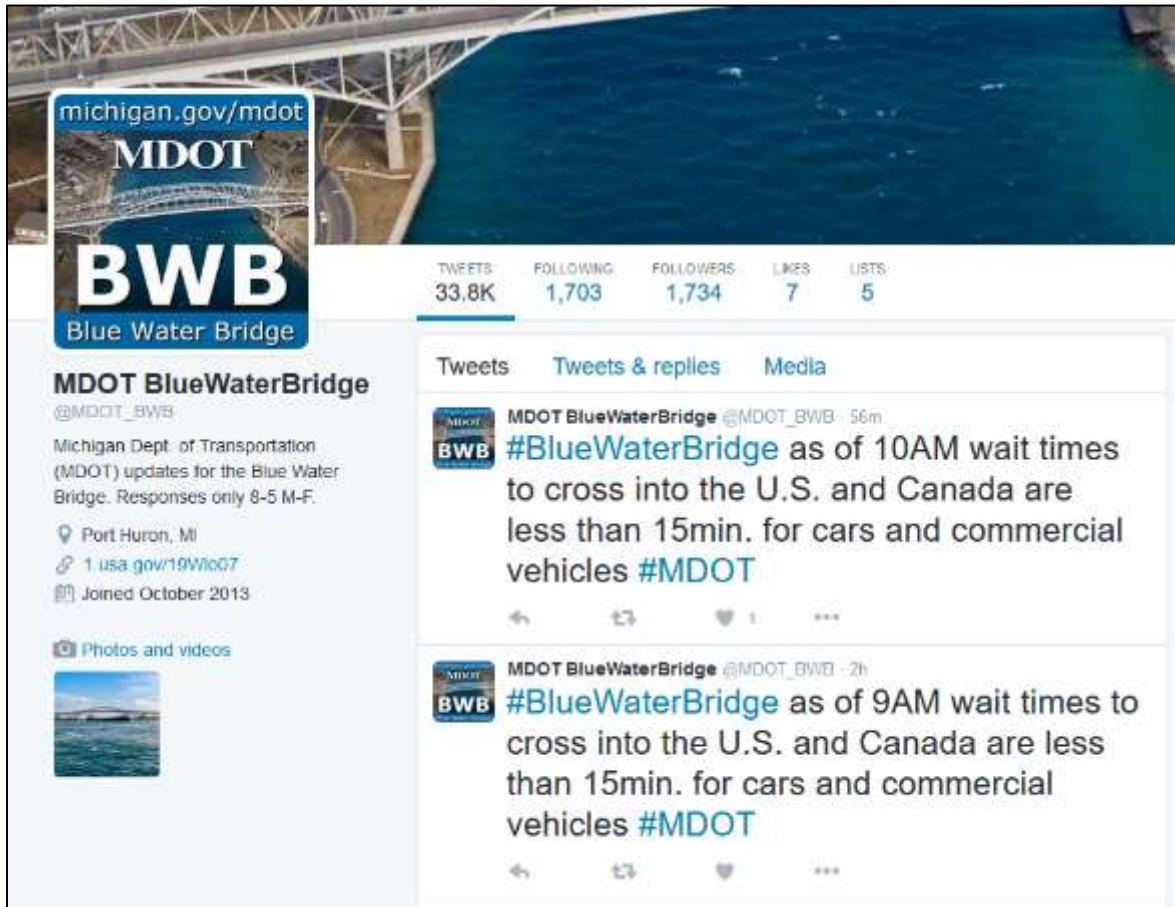 michigan.gov/mdot
MDOT
BWB
Blue Water Bridge
TWEETS
33.8K
FOLLOWING
1,703
FOLLOWERS
1,734
LIKES
7
LISTS
5
MDOT BlueWaterBridge
@MDOT_BWB
Michigan Dept. of Transportation
(MDOT) updates for the Blue Water
Bridge. Responses only 8-5 M-F.
Port Huron, MI
Joined October 2013
Photos and videos
MDOT
Tweets Tweets & replies Media
MDOT
BWB
MDOT BlueWaterBridge @MDOT_BWB · 56m
#BlueWaterBridge as of 10AM wait times
to cross into the U.S. and Canada are
less than 15min. for cars and commercial
vehicles #MDOT
1
MDOT
BWB
MDOT BlueWaterBridge @MDOT_BWB · 2h
#BlueWaterBridge as of 9AM wait times to
cross into the U.S. and Canada are less
than 15min. for cars and commercial
vehicles #MDOT